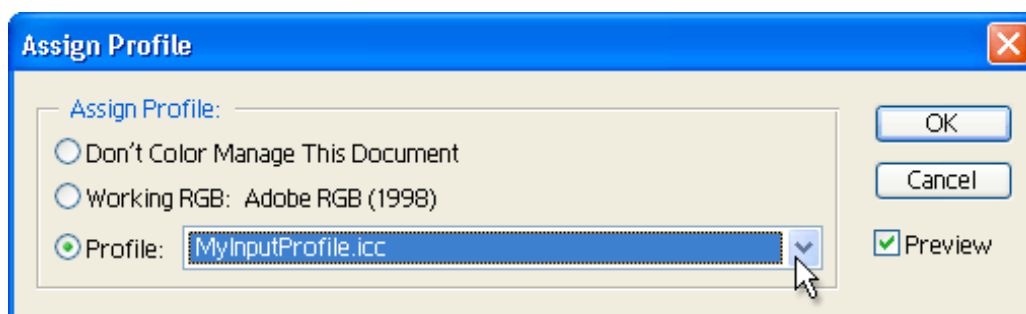 Assign Profile
Assign Profile:
Don't Color Manage This Document
Working RGB: Adobe RGB (1998)
Profile: MyInputProfile.icc
OK
Cancel
Preview